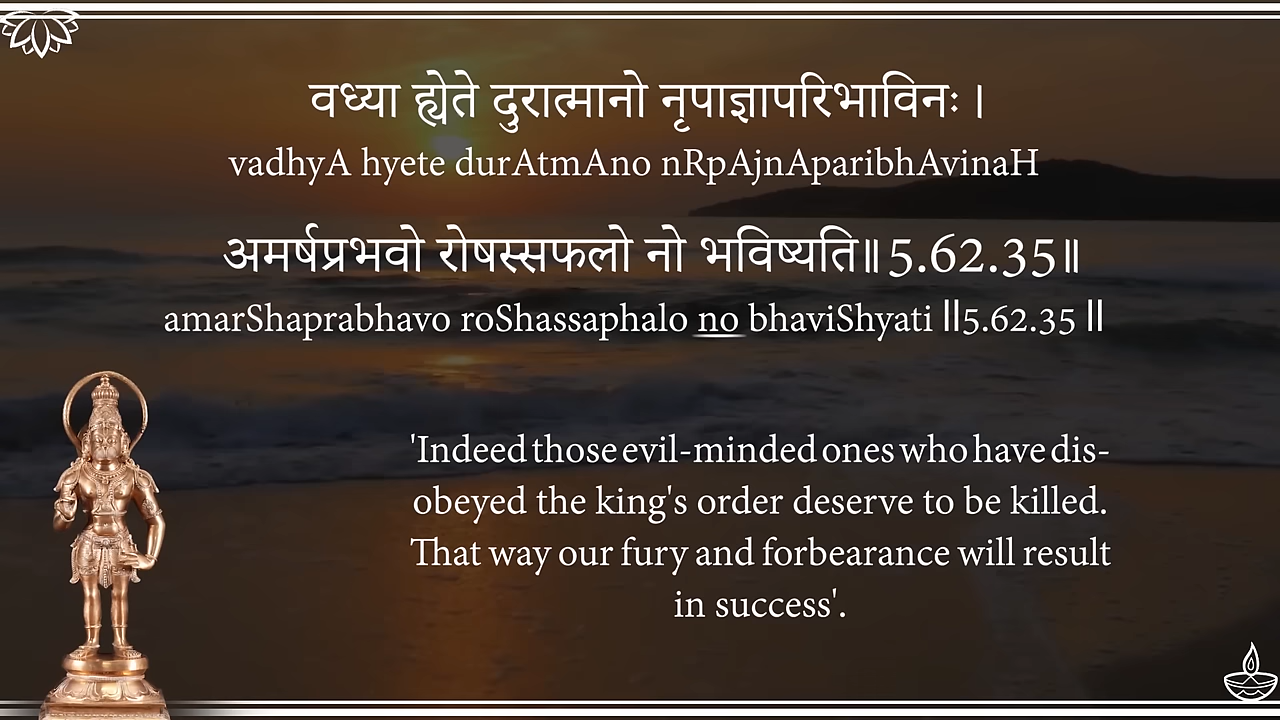 वध्या ह्येते दुरात्मानो नृपाज्ञापरिभाविनः ।
vadhyA hyete durAtmAno nRpAjnAparibhAvinaH
अमर्षप्रभवो रोषस्सफलो नो भविष्यति॥5.62.35॥
amarShaprabhavo roShassaphalo no bhaviShyati ||5.62.35 ||
'Indeed those evil-minded ones who have dis-
obeyed the king's order deserve to be killed.
That way our fury and forbearance will result
in success'.